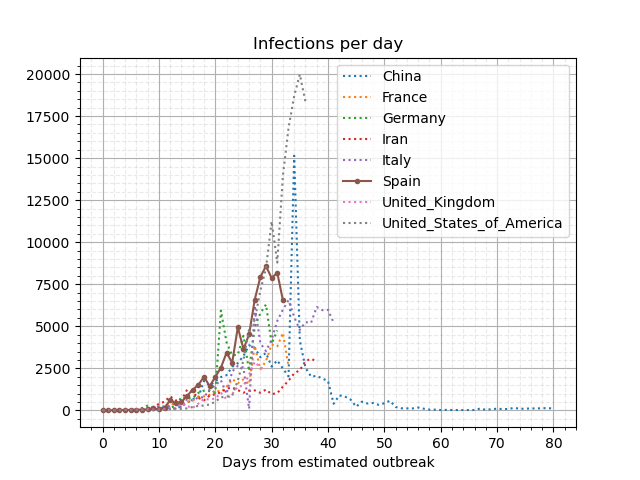 Infections per day
20000
17500
15000
12500
10000
7500
5000
2500
0
China
France
Germany
Iran
Italy
Spain
United_Kingdom
United_States_of_America
0 10 20 30 40 50 60 70 80
Days from estimated outbreak